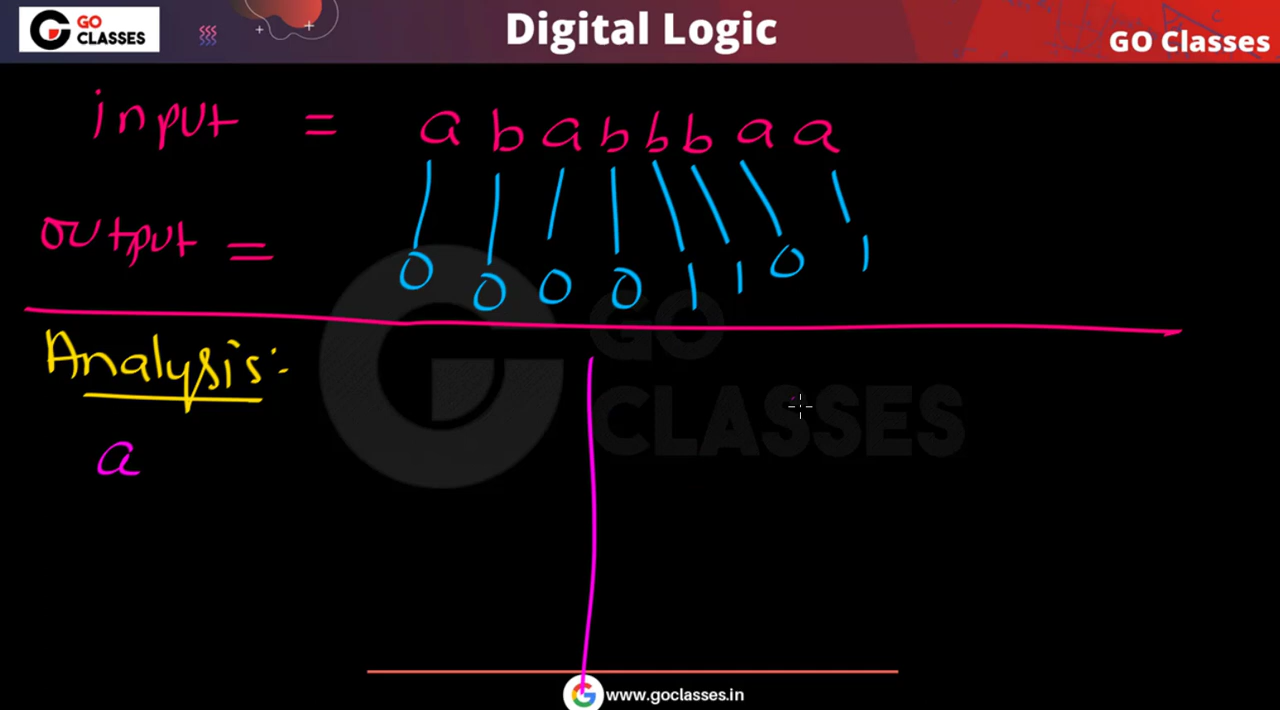 GO
CLASSES
Digital Logic
GO Classes
input = a b a b b b a a
output = 0 0 0 0 1 1 0 1
Analysis:
a
GO
CLASSES
www.goclasses.in